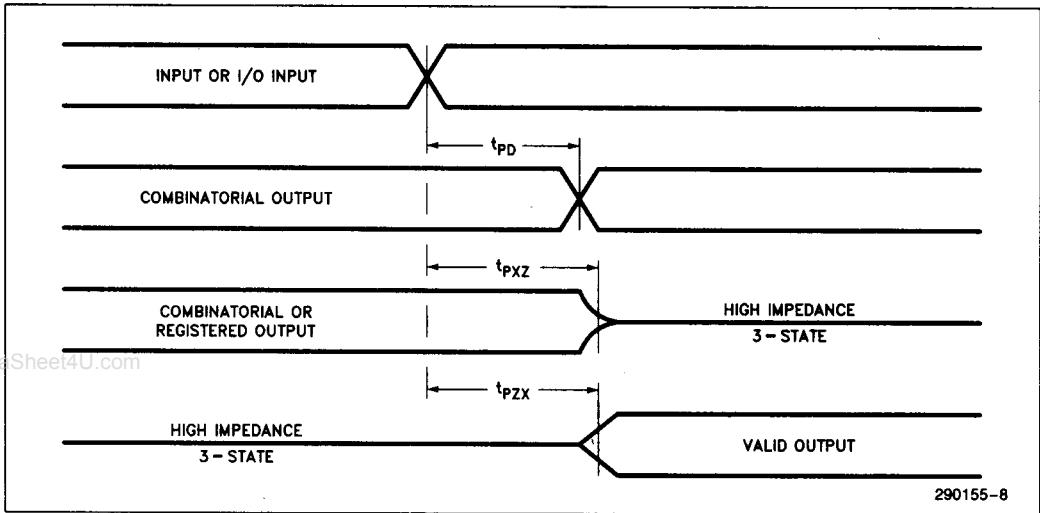 INPUT OR I/O INPUT
tPD
COMBINATORIAL OUTPUT
tPXZ
COMBINATORIAL OR
REGISTERED OUTPUT
HIGH IMPEDANCE
3-STATE
aSheet4U.com
tPZX
HIGH IMPEDANCE
3-STATE
VALID OUTPUT
290155-8